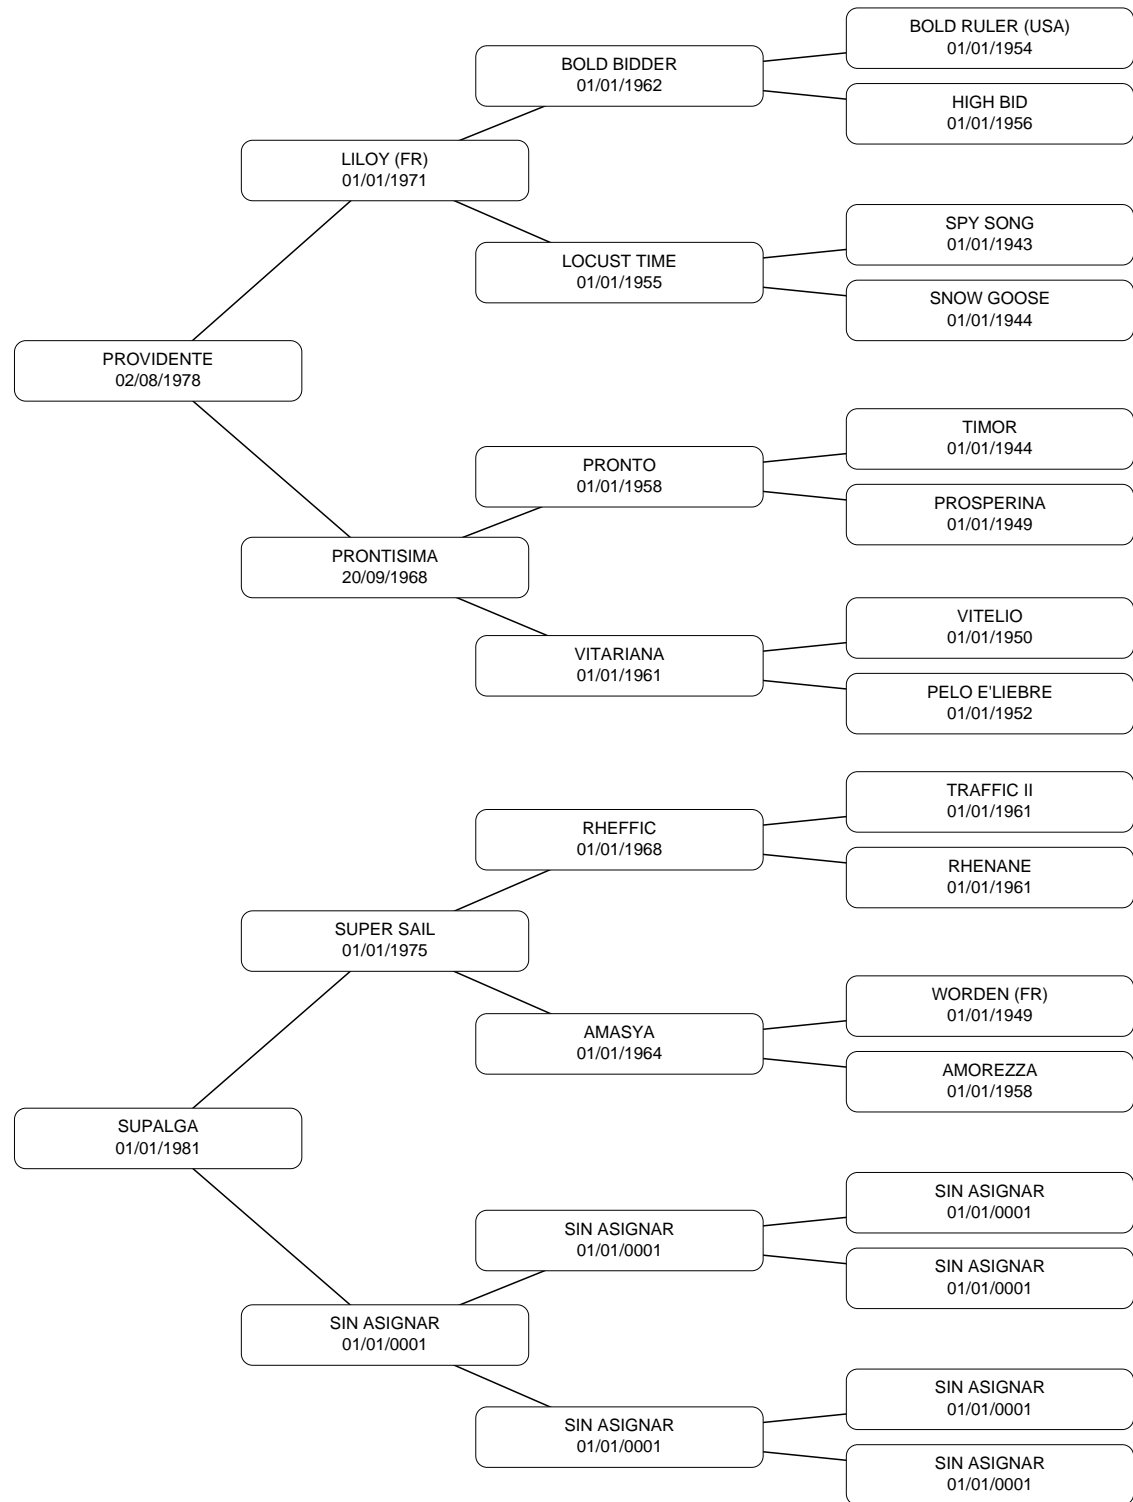 BOLD RULER (USA)
01/01/1954
BOLD BIDDER
01/01/1962
HIGH BID
01/01/1956
LILOY (FR)
01/01/1971
SPY SONG
01/01/1943
LOCUST TIME
01/01/1955
SNOW GOOSE
01/01/1944
PROVIDENTE
02/08/1978
TIMOR
01/01/1944
PRONTO
01/01/1958
PROSPERINA
01/01/1949
PRONTISIMA
20/09/1968
VITELIO
01/01/1950
VITARIANA
01/01/1961
PELO E'LIEBRE
01/01/1952
TRAFFIC II
01/01/1961
RHEFFIC
01/01/1968
RHENANE
01/01/1961
SUPER SAIL
01/01/1975
WORDEN (FR)
01/01/1949
AMASYA
01/01/1964
AMOREZZA
01/01/1958
SUPALGA
01/01/1981
SIN ASIGNAR
01/01/0001
SIN ASIGNAR
01/01/0001
SIN ASIGNAR
01/01/0001
SIN ASIGNAR
01/01/0001
SIN ASIGNAR
01/01/0001
SIN ASIGNAR
01/01/0001
SIN ASIGNAR
01/01/0001